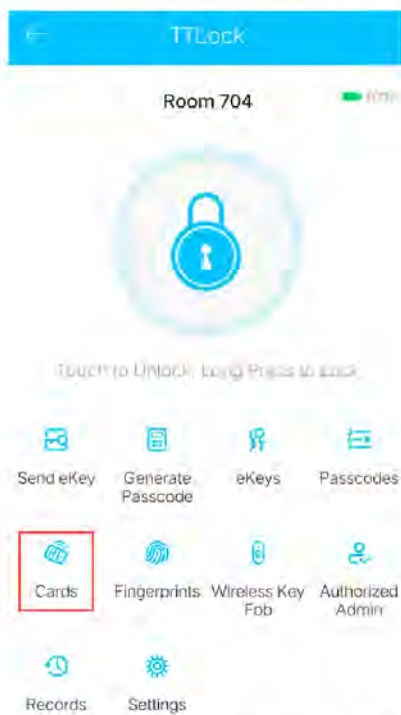 TTLock
Room 704
Touch to Unlock, Long Press to Lock
Send eKey
Generate
Passcode
eKeys
Passcodes
Cards
Fingerprints
Wireless Key
Fob
Authorized
Admin
Records
Settings